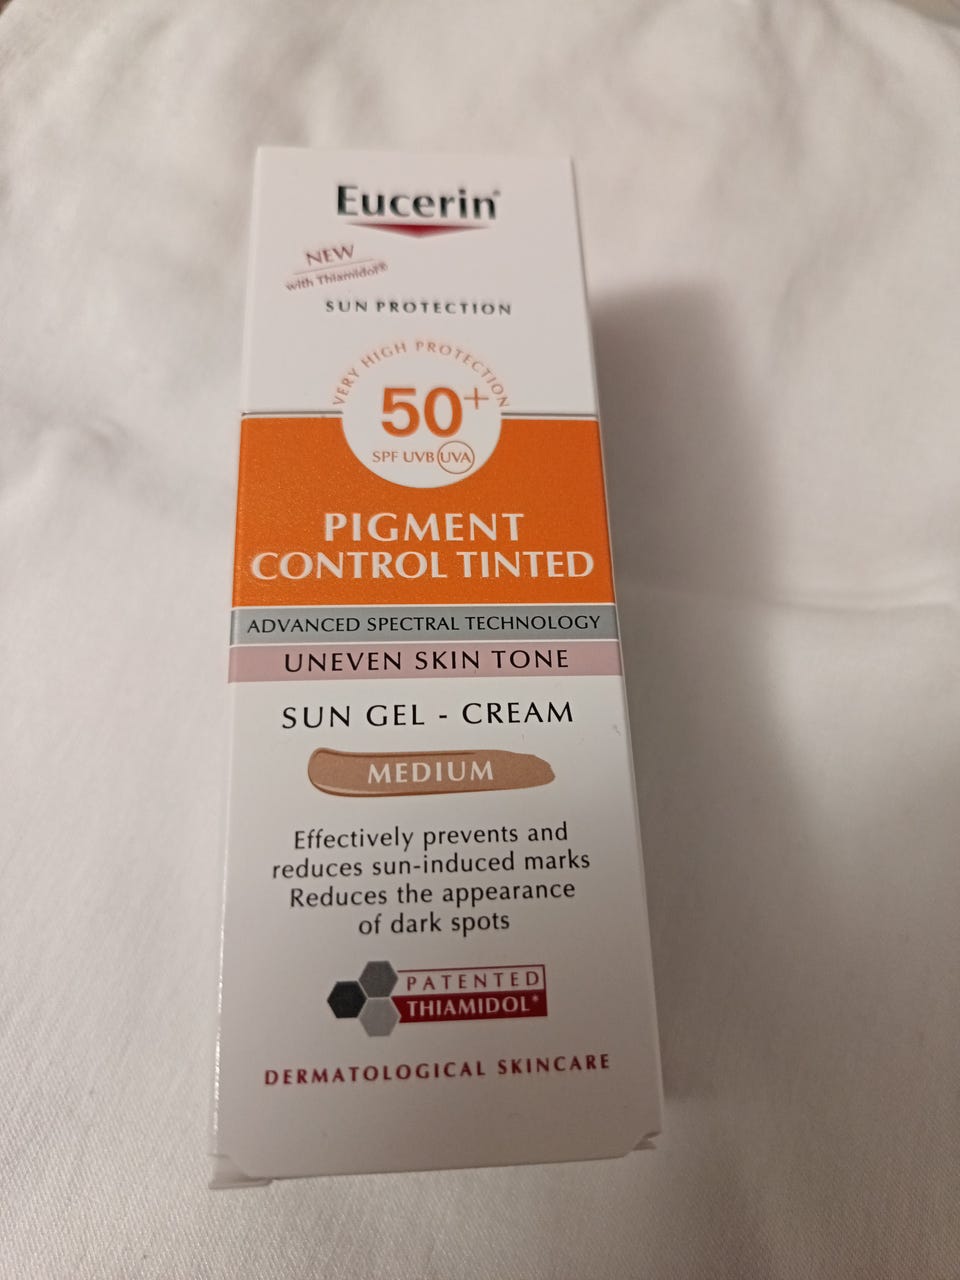 Eucerin®
NEW
with Thiamidol®
SUN PROTECTION
VERY HIGH PROTECTION
50+
SPF UVB UVA
PIGMENT
CONTROL TINTED
ADVANCED SPECTRAL TECHNOLOGY
UNEVEN SKIN TONE
SUN GEL - CREAM
MEDIUM
Effectively prevents and
reduces sun-induced marks
Reduces the appearance
of dark spots
PATENTED
THIAMIDOL®
DERMATOLOGICAL SKINCARE